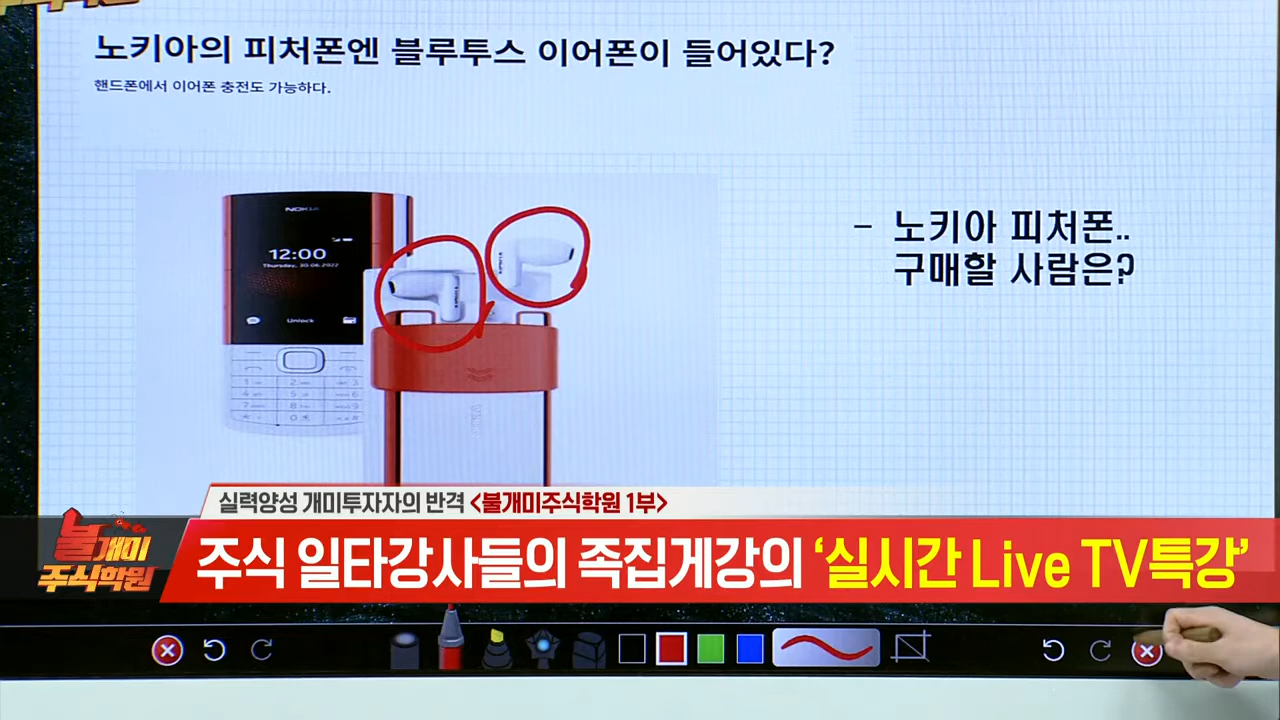 노키아의 피처폰엔 블루투스 이어폰이 들어있다?
핸드폰에서 이어폰 충전도 가능하다.
NOKIA
12:00
Thursday, 30.06.2022
Unlock
- 노키아 피처폰..
구매할 사람은?
실력양성 개미투자자의 반격 <불개미주식학원 1부>
불개미
주식학원
주식 일타강사들의 족집게강의 ‘실시간 Live TV특강’